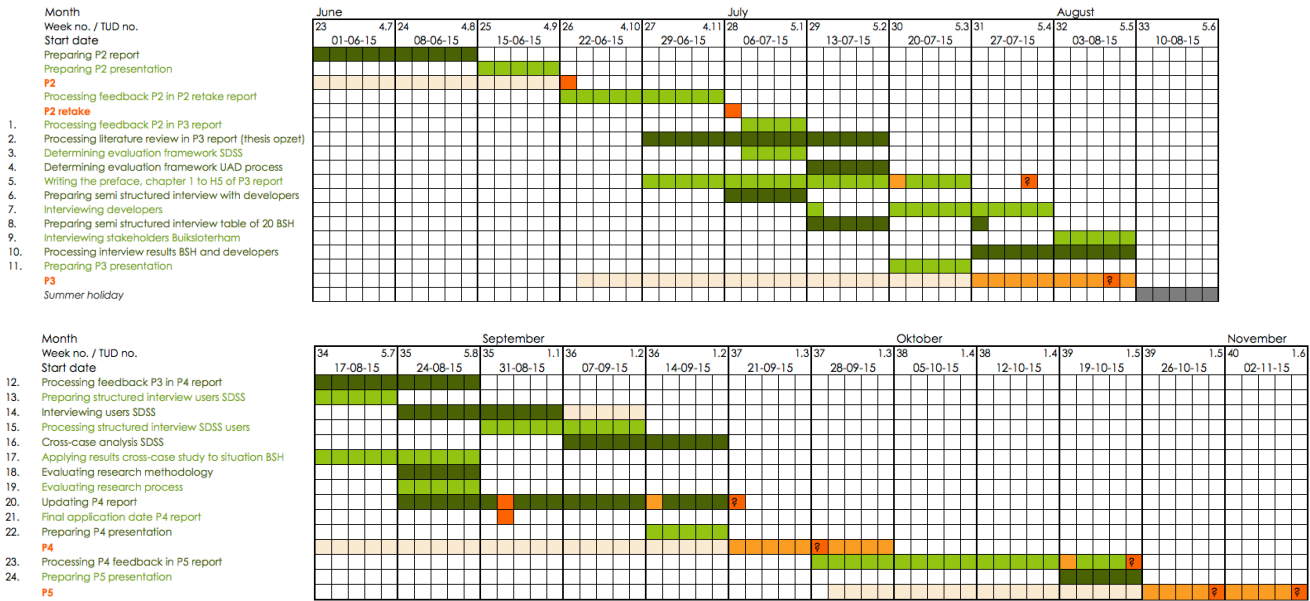 Month June July August
Week no. / TUD no. 23 4.7 24 4.8 25 4.9 26 4.10 27 4.11 28 5.1 29 5.2 30 5.3 31 5.4 32 5.5 33 5.6
Start date 01-06-15 08-06-15 15-06-15 22-06-15 29-06-15 06-07-15 13-07-15 20-07-15 27-07-15 03-08-15 10-08-15
Preparing P2 report
Preparing P2 presentation
P2
Processing feedback P2 in P2 retake report
P2 retake
1. Processing feedback P2 in P3 report
2. Processing literature review in P3 report (thesis opzet)
3. Determining evaluation framework SDSS
4. Determining evaluation framework UAD process
5. Writing the preface, chapter 1 to H5 of P3 report ?
6. Preparing semi structured interview with developers
7. Interviewing developers
8. Preparing semi structured interview table of 20 BSH
9. Interviewing stakeholders Buiksloterham
10. Processing interview results BSH and developers
11. Preparing P3 presentation
P3 ?
Summer holiday
Month September Oktober November
Week no. / TUD no. 34 5.7 35 5.8 35 1.1 36 1.2 36 1.2 37 1.3 37 1.3 38 1.4 38 1.4 39 1.5 39 1.5 40 1.6
Start date 17-08-15 24-08-15 31-08-15 07-09-15 14-09-15 21-09-15 28-09-15 05-10-15 12-10-15 19-10-15 26-10-15 02-11-15
12. Processing feedback P3 in P4 report
13. Preparing structured interview users SDSS
14. Interviewing users SDSS
15. Processing structured interview SDSS users
16. Cross-case analysis SDSS
17. Applying results cross-case study to situation BSH
18. Evaluating research methodology
19. Evaluating research process
20. Updating P4 report ?
21. Final application date P4 report
22. Preparing P4 presentation
P4 ?
23. Processing P4 feedback in P5 report ?
24. Preparing P5 presentation
P5 ? ?